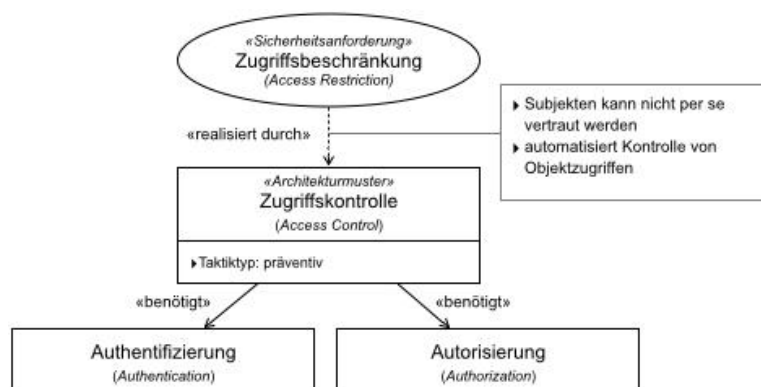 «Sicherheitsanforderung»
Zugriffsbeschränkung
(Access Restriction)
«realisiert durch»
▸ Subjekten kann nicht per se
vertraut werden
▸ automatisiert Kontrolle von
Objektzugriffen
«Architekturmuster»
Zugriffskontrolle
(Access Control)
▸Taktiktyp: präventiv
«benötigt»
«benötigt»
Authentifizierung
(Authentication)
Autorisierung
(Authorization)